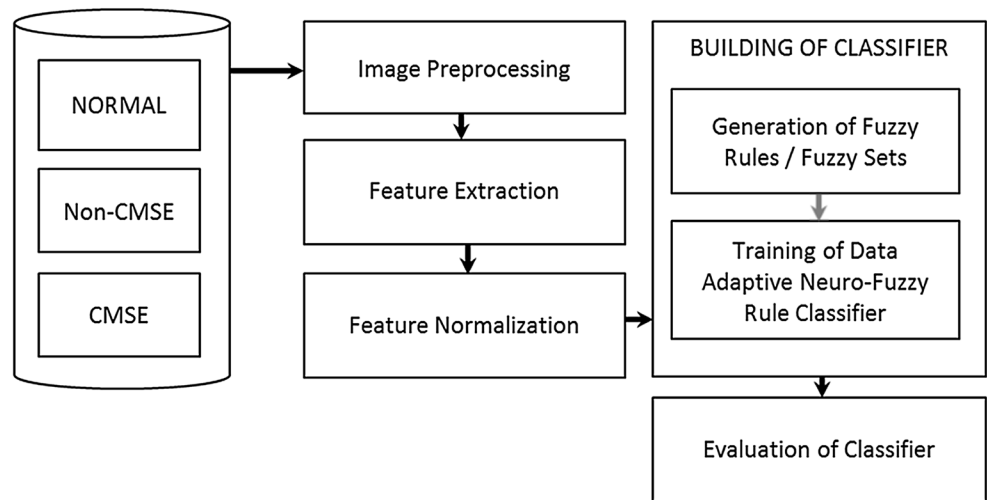 NORMAL
Non-CMSE
CMSE
Image Preprocessing
Feature Extraction
Feature Normalization
BUILDING OF CLASSIFIER
Generation of Fuzzy
Rules / Fuzzy Sets
Training of Data
Adaptive Neuro-Fuzzy
Rule Classifier
Evaluation of Classifier